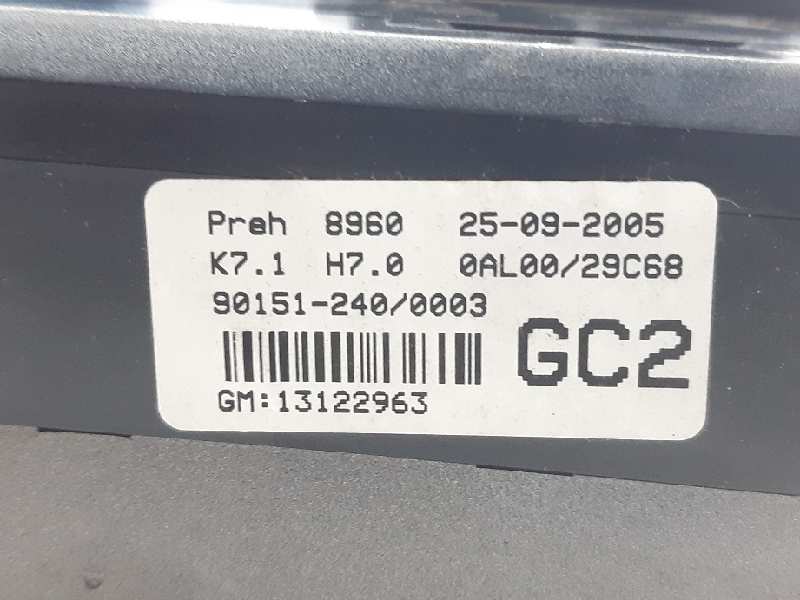 Preh 8960 25-09-2005
K7.1 H7.0 0AL00/29C68
90151-240/0003
GC2
GM:13122963